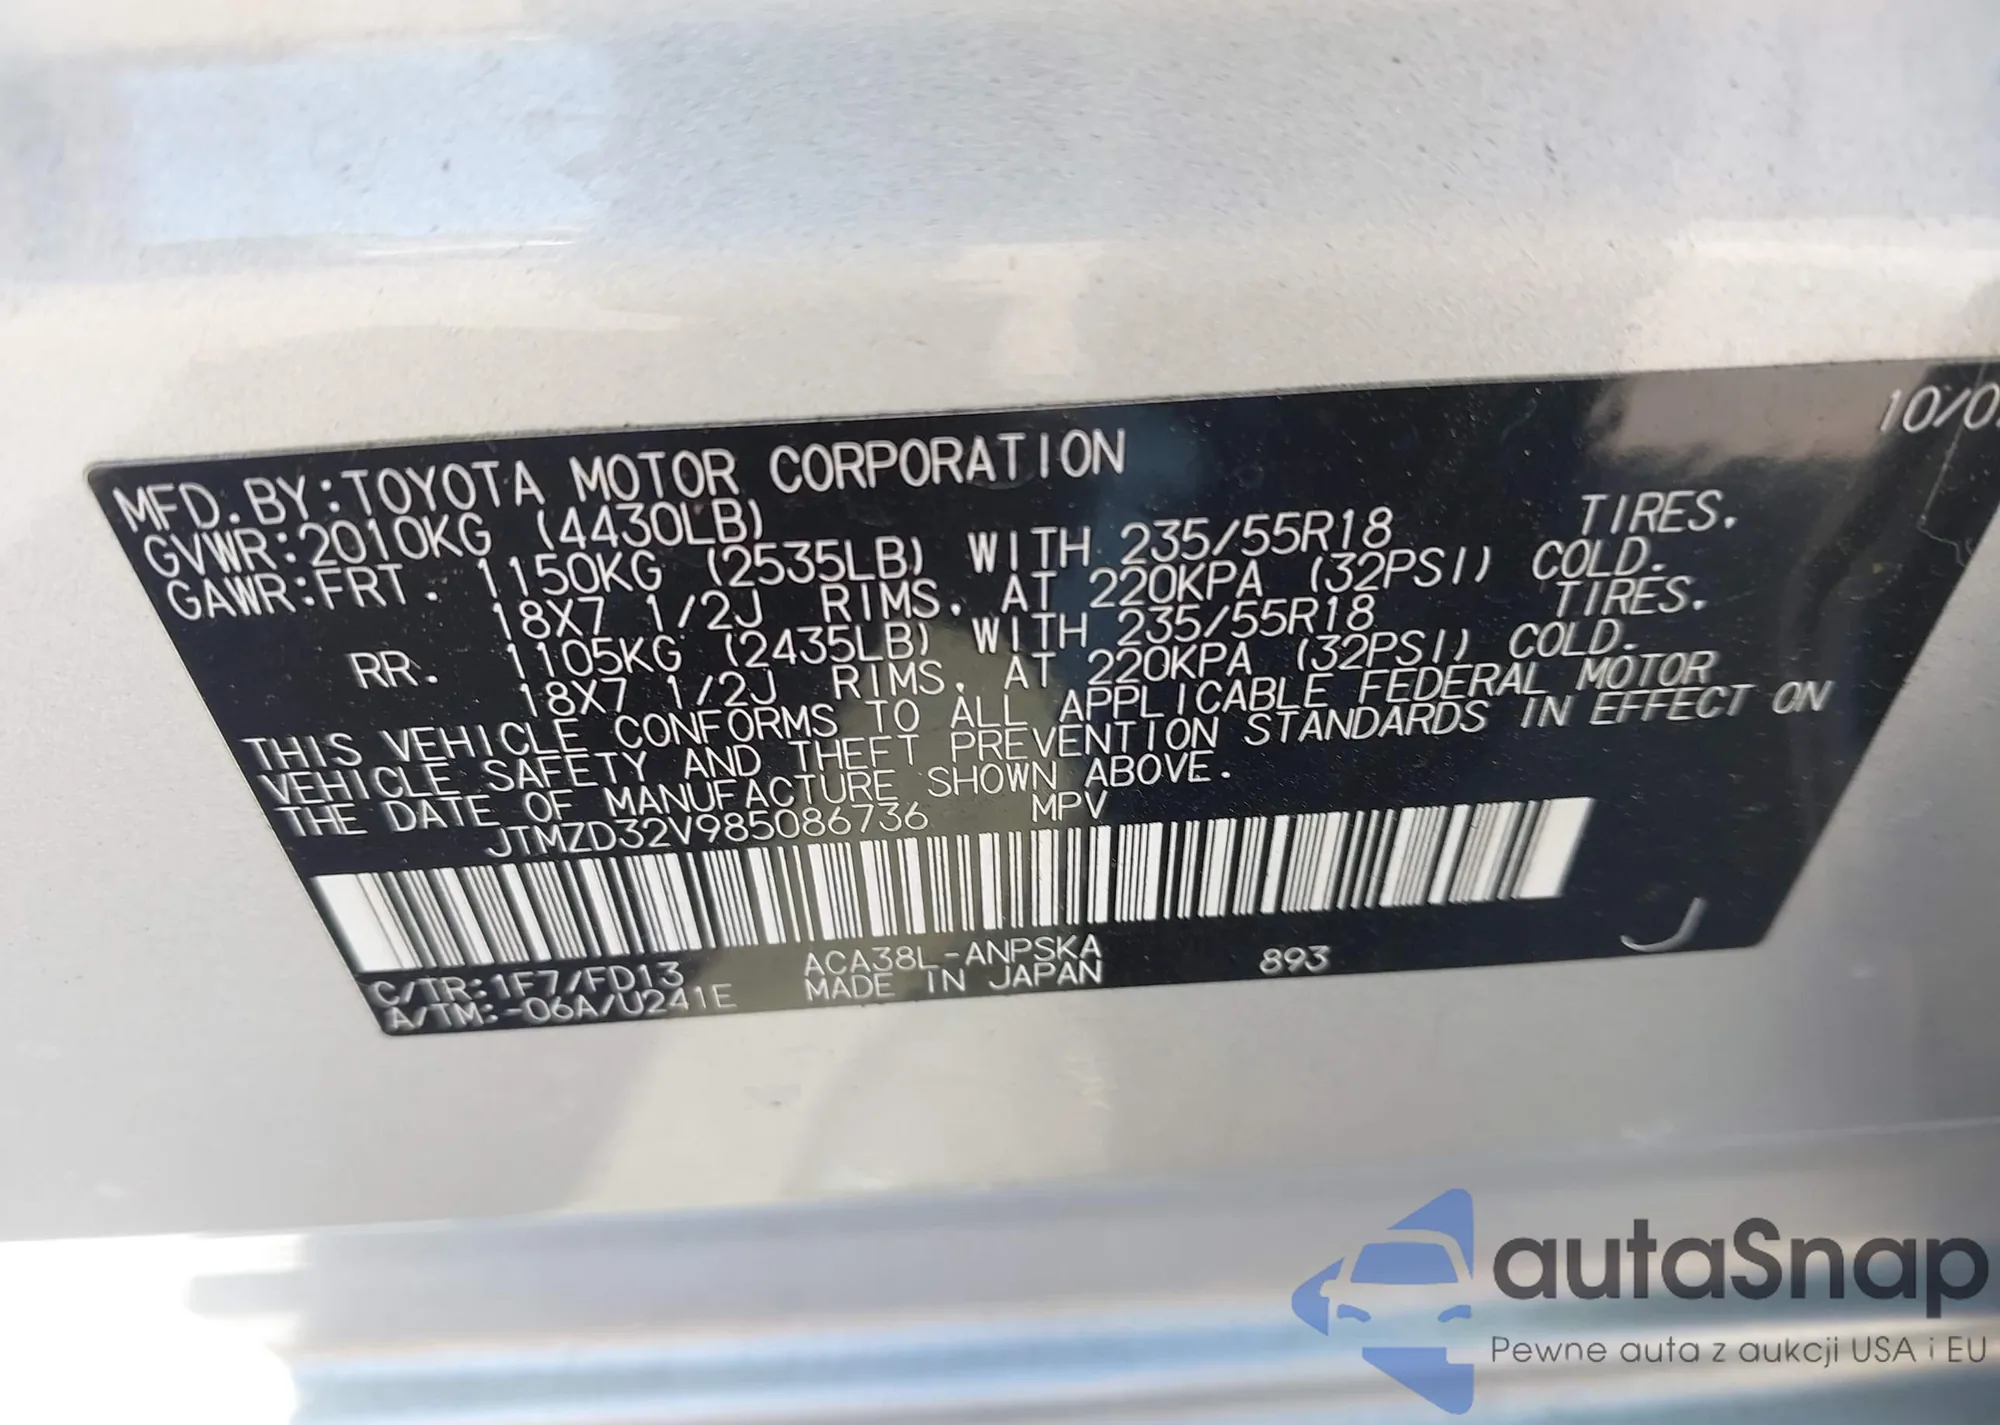 10/0
MFD. BY: TOYOTA MOTOR CORPORATION
GVWR: 2010KG (4430LB)
GAWR: FRT. 1150KG (2535LB) WITH 235/55R18 TIRES.
18X7 1/2J RIMS, AT 220KPA (32PSI) COLD.
RR. 1105KG (2435LB) WITH 235/55R18 TIRES.
18X7 1/2J RIMS, AT 220KPA (32PSI) COLD.
THIS VEHICLE CONFORMS TO ALL APPLICABLE FEDERAL MOTOR
VEHICLE SAFETY AND THEFT PREVENTION STANDARDS IN EFFECT ON
THE DATE OF MANUFACTURE SHOWN ABOVE.
JTMZD32V985086736 MPV
C/TR: 1F7/FD13 ACA38L-ANPSKA 893 J
A/TM: -06A/U241E MADE IN JAPAN
autaSnap
Pewne auta z aukcji USA i EU